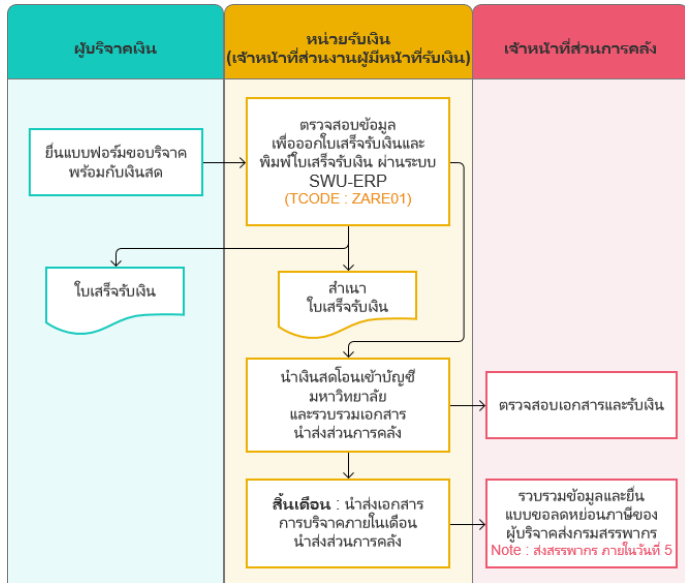 ผู้บริจาคเงิน
หน่วยรับเงิน
(เจ้าหน้าที่ส่วนงานผู้มีหน้าที่รับเงิน)
เจ้าหน้าที่ส่วนการคลัง
ยื่นแบบฟอร์มขอบริจาค
พร้อมกับเงินสด
ตรวจสอบข้อมูล
เพื่อออกใบเสร็จรับเงินและ
พิมพ์ใบเสร็จรับเงิน ผ่านระบบ
SWU-ERP
(TCODE : ZARE01)
ใบเสร็จรับเงิน
สำเนา
ใบเสร็จรับเงิน
นำเงินสดโอนเข้าบัญชี
มหาวิทยาลัย
และรวบรวมเอกสาร
นำส่งส่วนการคลัง
ตรวจสอบเอกสารและรับเงิน
สิ้นเดือน : นำส่งเอกสาร
การบริจาคภายในเดือน
นำส่งส่วนการคลัง
รวบรวมข้อมูลและยื่น
แบบขอลดหย่อนภาษีของ
ผู้บริจาคส่งกรมสรรพากร
Note : ส่งสรรพากร ภายในวันที่ 5